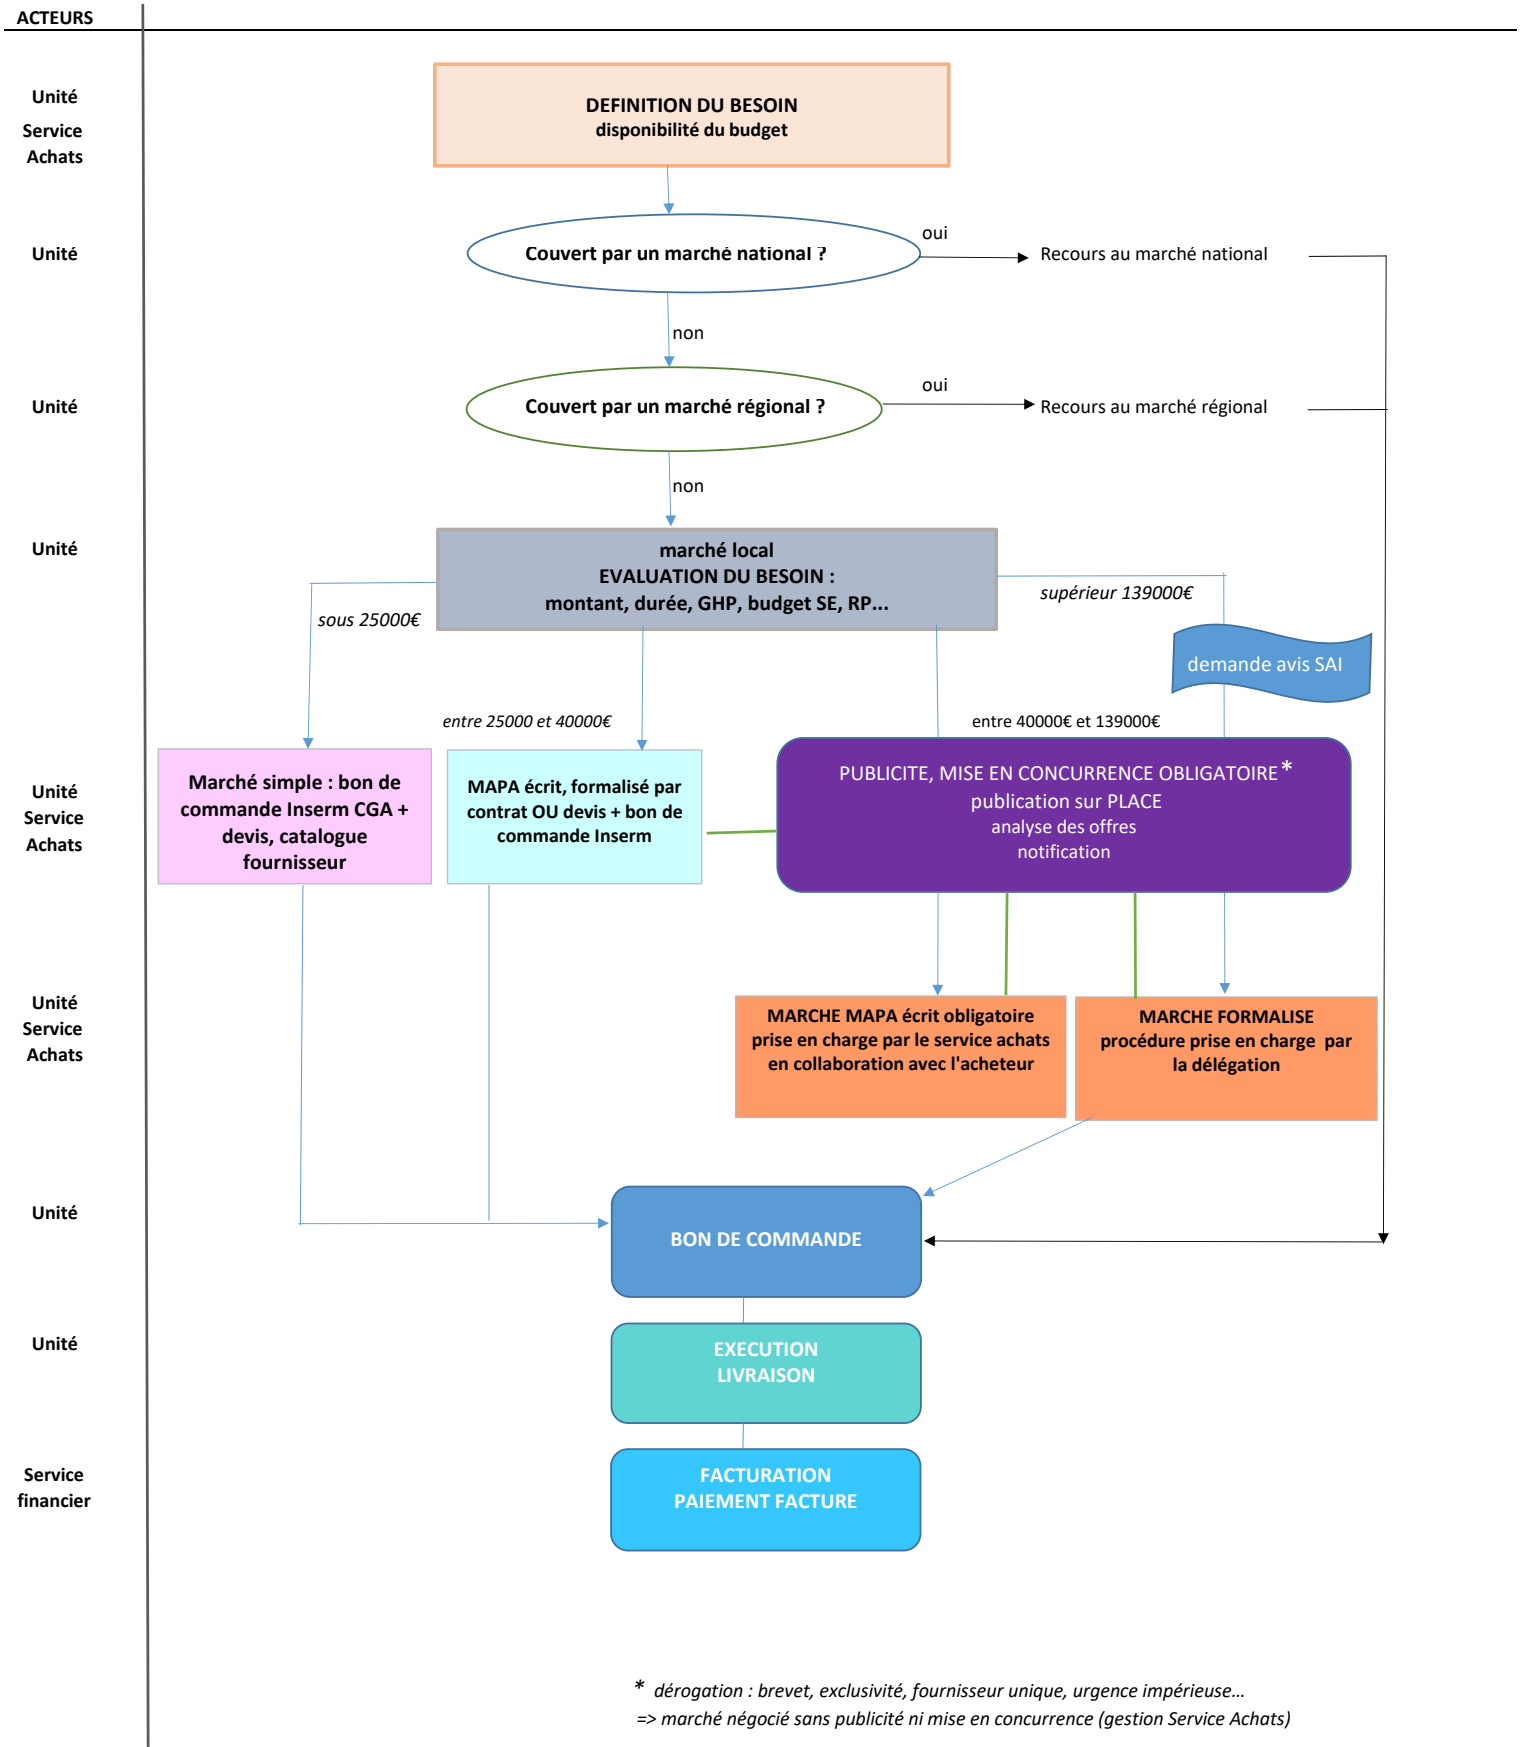 ACTEURS
Unité
Service
Achats
DEFINITION DU BESOIN
disponibilité du budget
Unité
Couvert par un marché national ?
oui
Recours au marché national
non
Unité
Couvert par un marché régional ?
oui
Recours au marché régional
non
Unité
marché local
EVALUATION DU BESOIN :
montant, durée, GHP, budget SE, RP...
sous 25000€
supérieur 139000€
demande avis SAI
entre 25000 et 40000€
entre 40000€ et 139000€
Unité
Service
Achats
Marché simple : bon de
commande Inserm CGA +
devis, catalogue
fournisseur
MAPA écrit, formalisé par
contrat OU devis + bon de
commande Inserm
PUBLICITE, MISE EN CONCURRENCE OBLIGATOIRE*
publication sur PLACE
analyse des offres
notification
Unité
Service
Achats
MARCHE MAPA écrit obligatoire
prise en charge par le service achats
en collaboration avec l'acheteur
MARCHE FORMALISE
procédure prise en charge par
la délégation
Unité
BON DE COMMANDE
Unité
EXECUTION
LIVRAISON
Service
financier
FACTURATION
PAIEMENT FACTURE
* dérogation : brevet, exclusivité, fournisseur unique, urgence impérieuse...
=> marché négocié sans publicité ni mise en concurrence (gestion Service Achats)